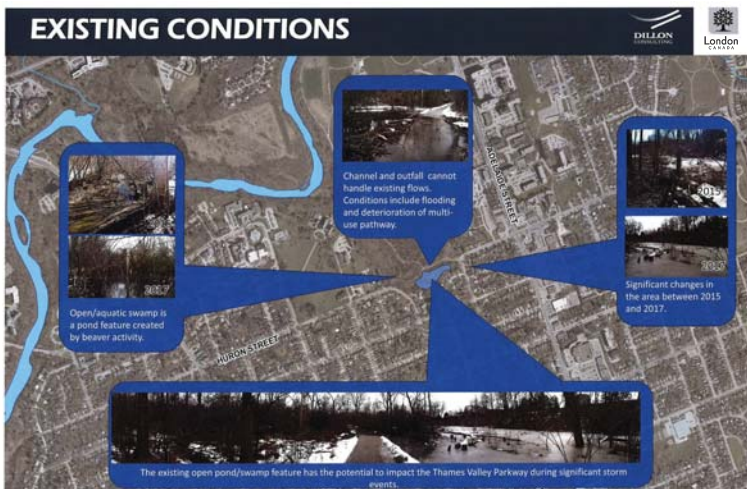 EXISTING CONDITIONS
DILLON
CONSULTING
London
CANADA
Channel and outfall cannot
handle existing flows.
Conditions include flooding
and deterioration of multi-
use pathway.
ADELAIDE STREET
2015
2017
Significant changes in
the area between 2015
and 2017.
2017
Open/aquatic swamp is
a pond feature created
by beaver activity.
HURON STREET
The existing open pond/swamp feature has the potential to impact the Thames Valley Parkway during significant storm
events.